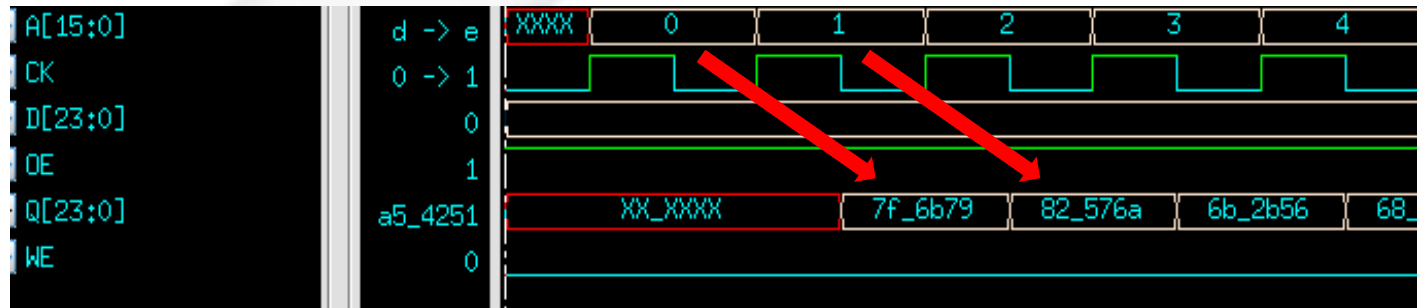 A[15:0] d -> e XXXX 0 1 2 3 4
CK 0 -> 1
D[23:0] 0
OE 1
Q[23:0] a5_4251 XX_XXXX 7f_6b79 82_576a 6b_2b56 68_
WE 0